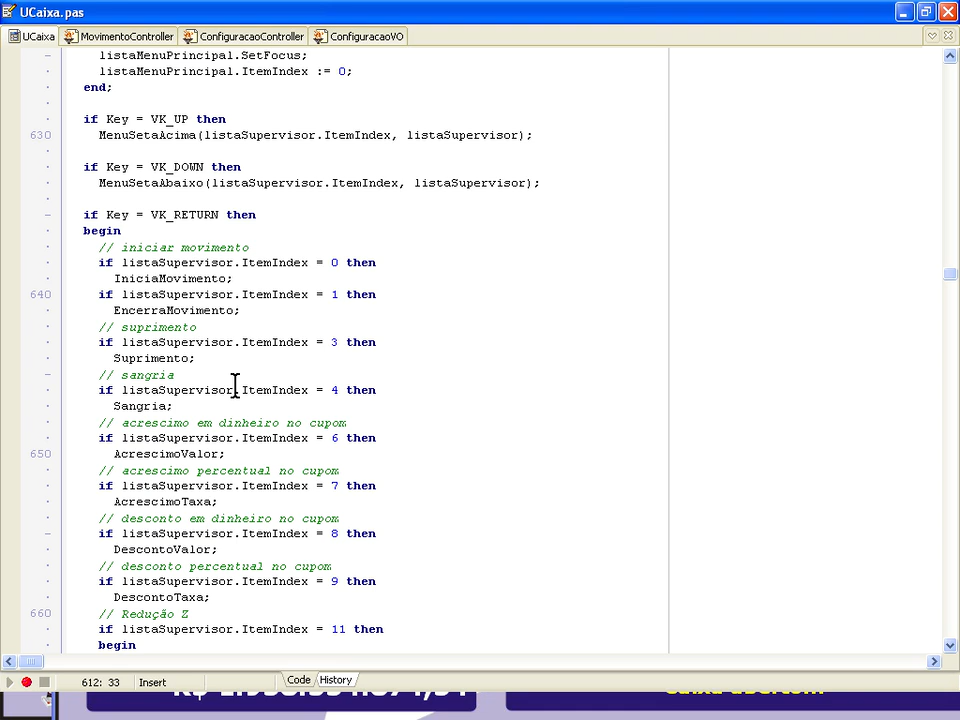 UCaixa.pas
UCaixa MovimentoController ConfiguracaoController ConfiguracaoVO
listaMenuPrincipal.SetFocus;
listaMenuPrincipal.ItemIndex := 0;
end;
if Key = VK_UP then
630 MenuSetaAcima(listaSupervisor.ItemIndex, listaSupervisor);
if Key = VK_DOWN then
MenuSetaAbaixo(listaSupervisor.ItemIndex, listaSupervisor);
if Key = VK_RETURN then
begin
// iniciar movimento
if listaSupervisor.ItemIndex = 0 then
IniciaMovimento;
640 if listaSupervisor.ItemIndex = 1 then
EncerraMovimento;
// suprimento
if listaSupervisor.ItemIndex = 3 then
Suprimento;
// sangria
if listaSupervisor.ItemIndex = 4 then
Sangria;
// acrescimo em dinheiro no cupom
if listaSupervisor.ItemIndex = 6 then
650 AcrescimoValor;
// acrescimo percentual no cupom
if listaSupervisor.ItemIndex = 7 then
AcrescimoTaxa;
// desconto em dinheiro no cupom
if listaSupervisor.ItemIndex = 8 then
DescontoValor;
// desconto percentual no cupom
if listaSupervisor.ItemIndex = 9 then
DescontoTaxa;
660 // Redução Z
if listaSupervisor.ItemIndex = 11 then
begin
612: 33 Insert Code History